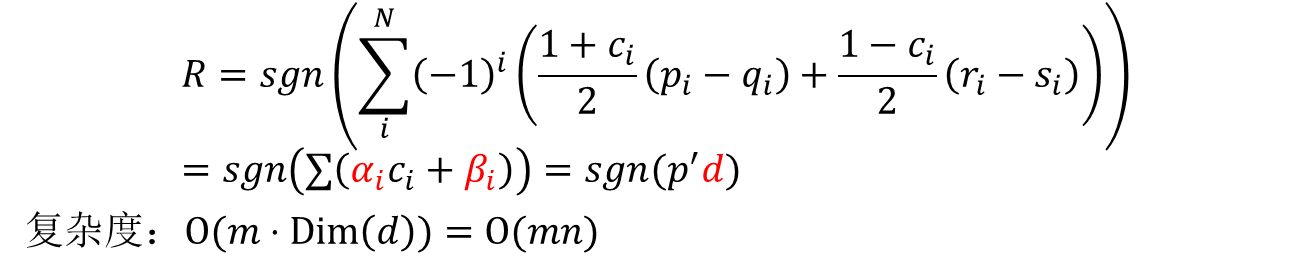 R = sgn(∑_i^N (−1)^i ((1 + c_i)/2 (p_i − q_i) + (1 − c_i)/2 (r_i − s_i)))
= sgn(∑(α_i c_i + β_i)) = sgn(p′d)
复杂度：O(m · Dim(d)) = O(mn)